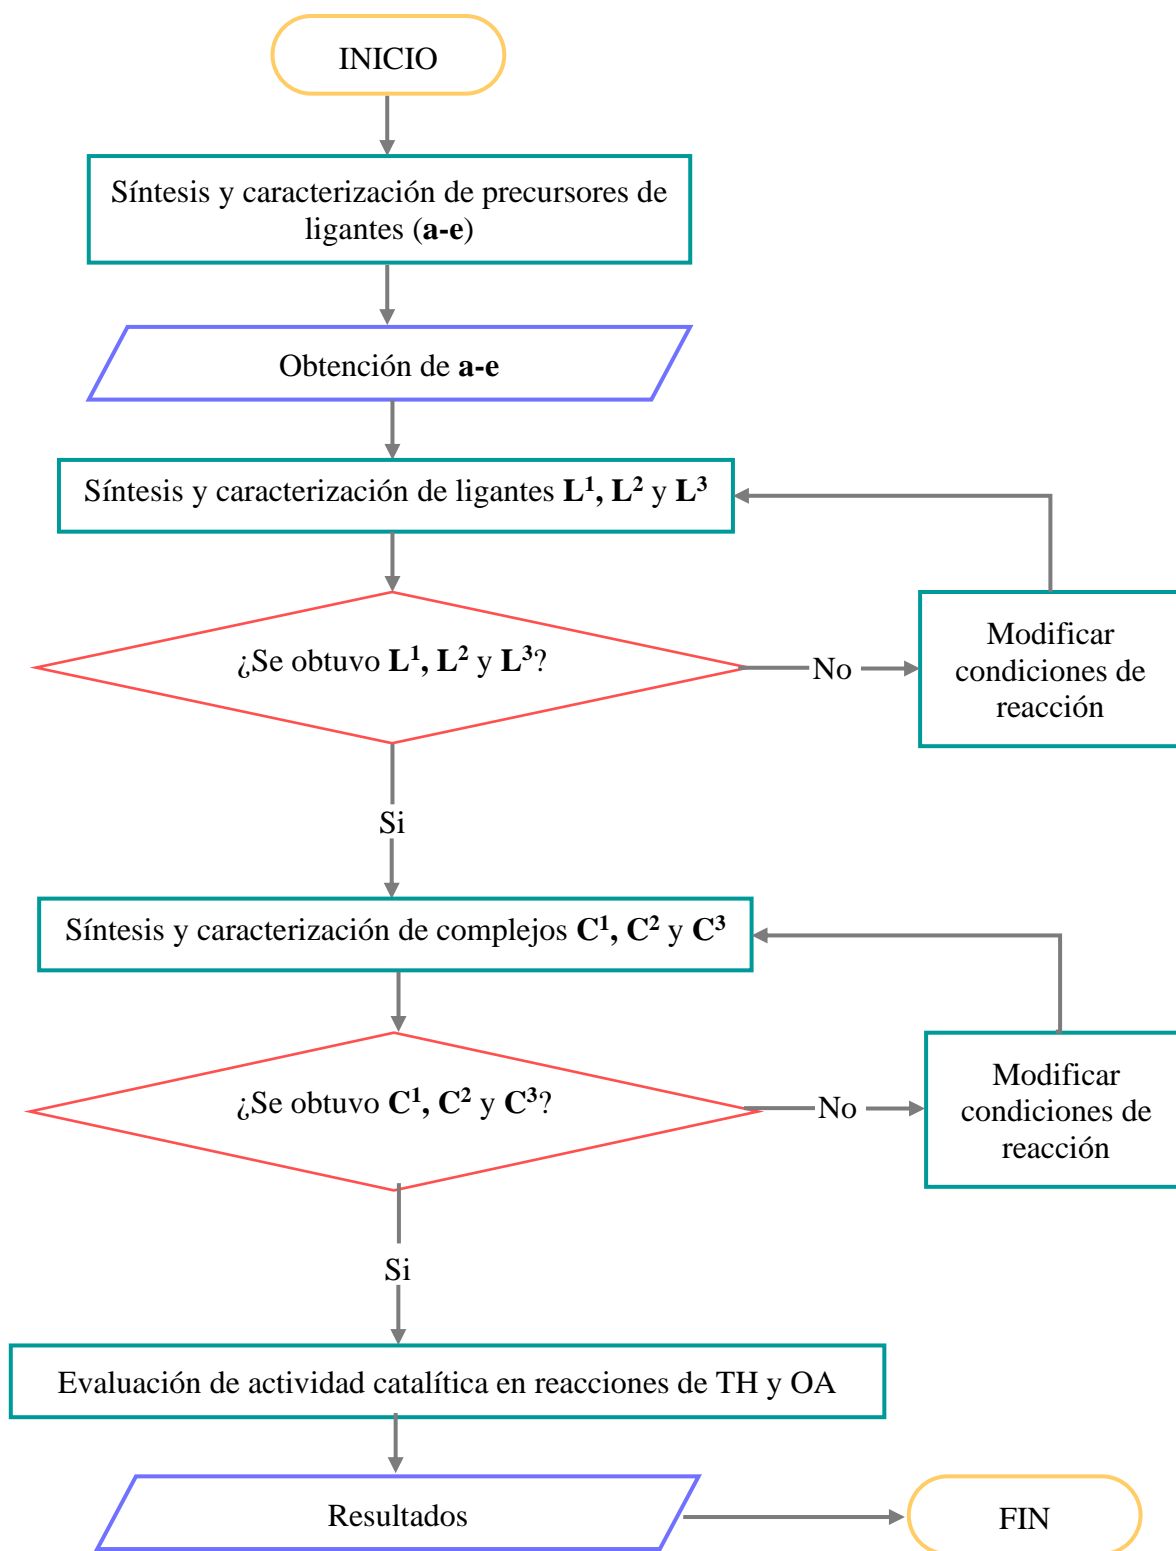 INICIO
Síntesis y caracterización de precursores de
ligantes (a-e)
Obtención de a-e
Síntesis y caracterización de ligantes L¹, L² y L³
¿Se obtuvo L¹, L² y L³?
No
Modificar
condiciones de
reacción
Si
Síntesis y caracterización de complejos C¹, C² y C³
¿Se obtuvo C¹, C² y C³?
No
Modificar
condiciones de
reacción
Si
Evaluación de actividad catalítica en reacciones de TH y OA
Resultados
FIN